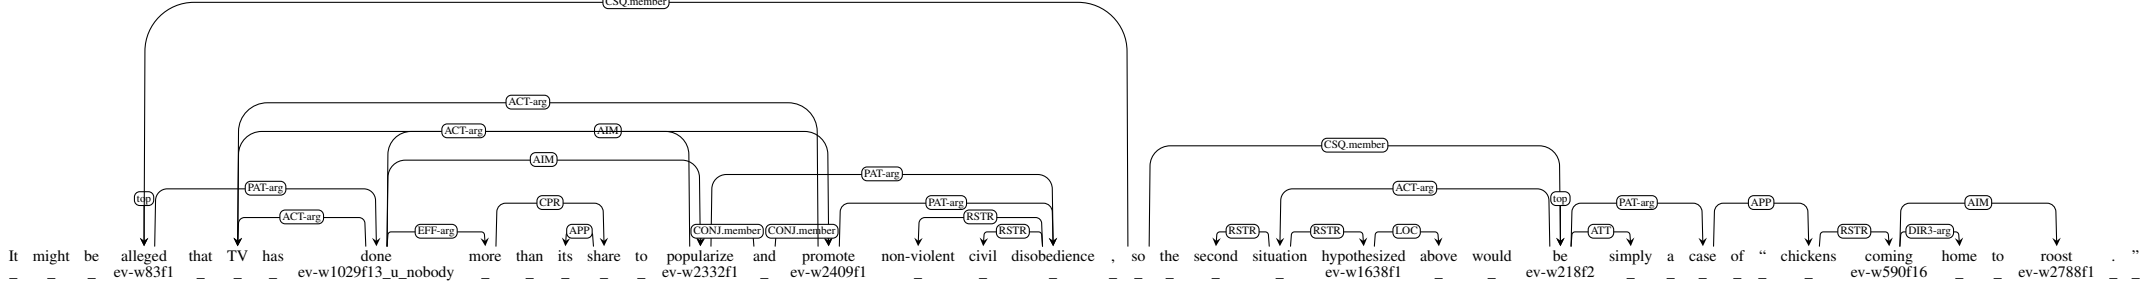 CSQ.member
ACT-arg
ACT-arg AIM
CSQ.member
AIM
PAT-arg
top PAT-arg ACT-arg top
CPR PAT-arg PAT-arg APP AIM
ACT-arg RSTR
EFF-arg APP CONJ.member CONJ.member RSTR RSTR RSTR LOC ATT RSTR DIR3-arg
It might be alleged that TV has done more than its share to popularize and promote non-violent civil disobedience , so the second situation hypothesized above would be simply a case of “ chickens coming home to roost . ”
_ _ _ ev-w83f1 _ _ _ ev-w1029f13_u_nobody _ _ _ _ _ ev-w2332f1 _ ev-w2409f1 _ _ _ _ _ _ _ _ ev-w1638f1 _ _ ev-w218f2 _ _ _ _ _ _ ev-w590f16 _ _ ev-w2788f1 _ _